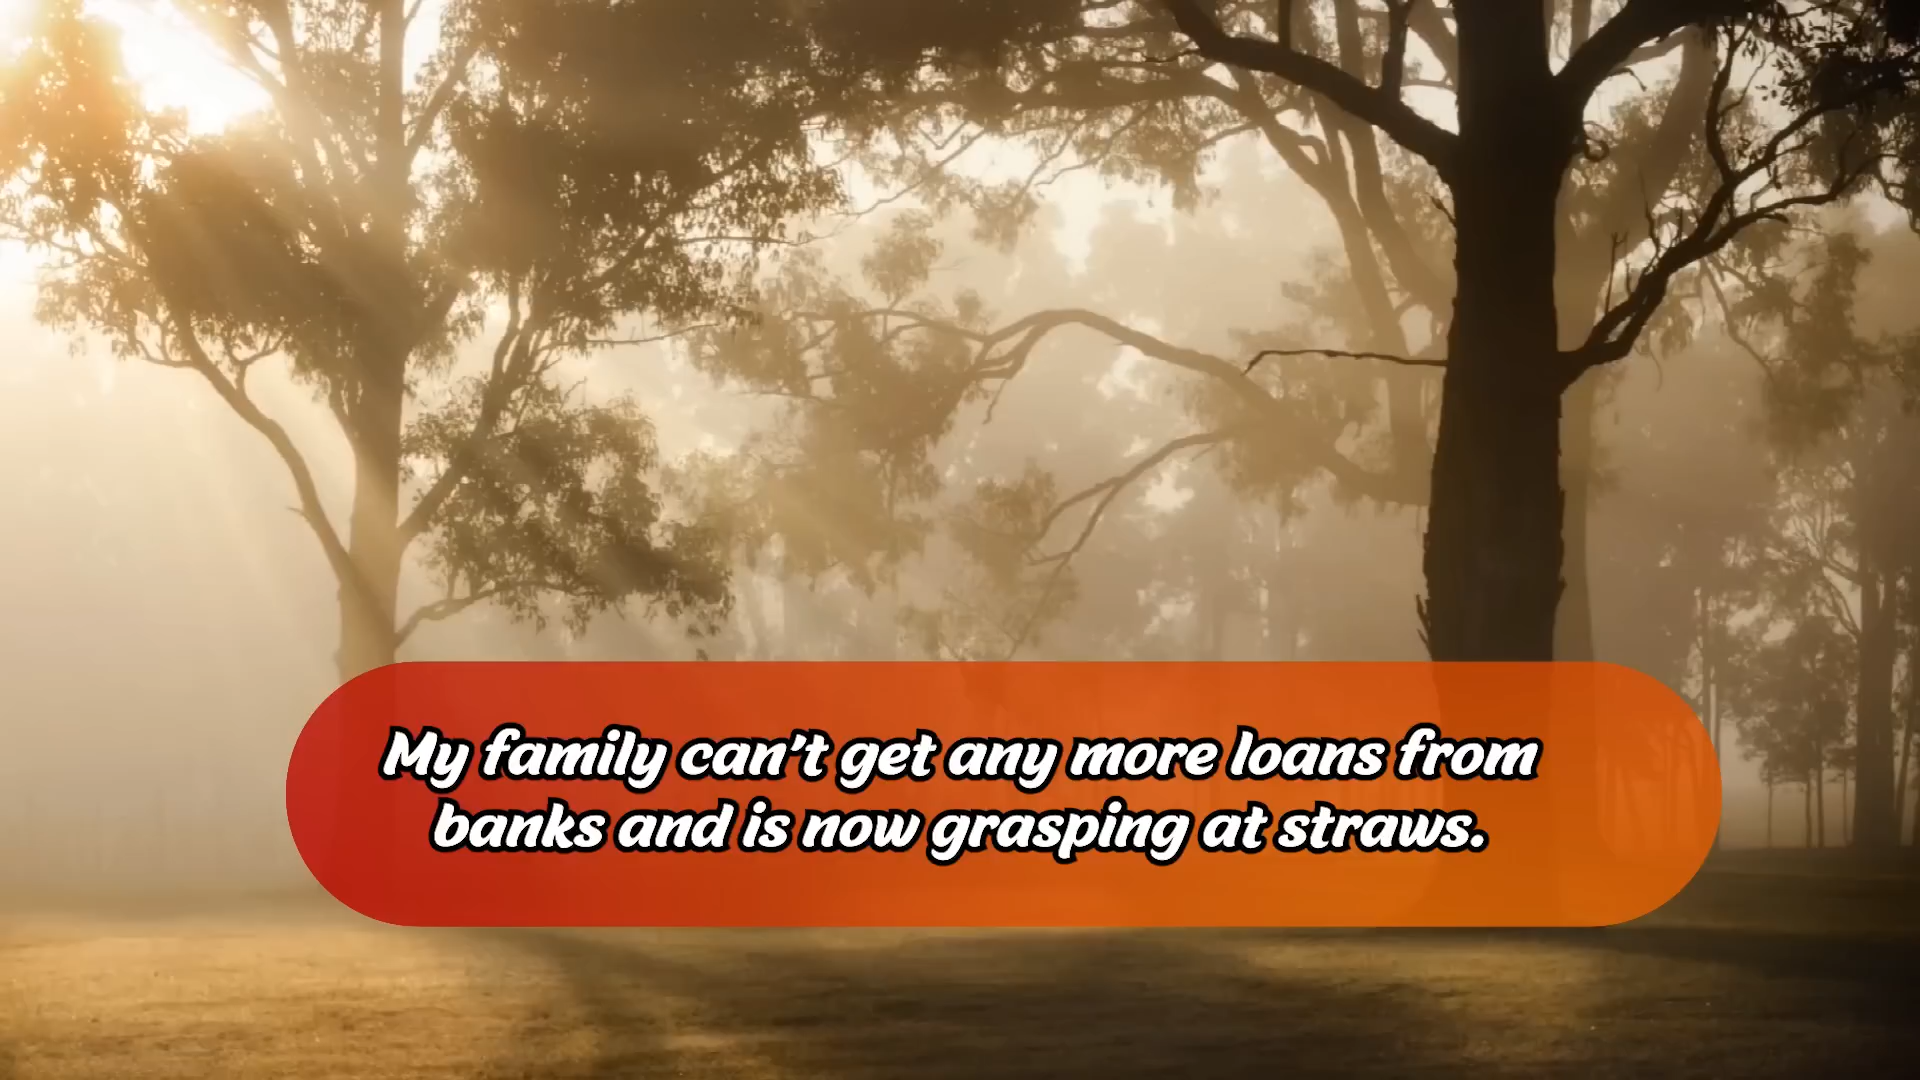 My family can't get any more loans from
banks and is now grasping at straws.